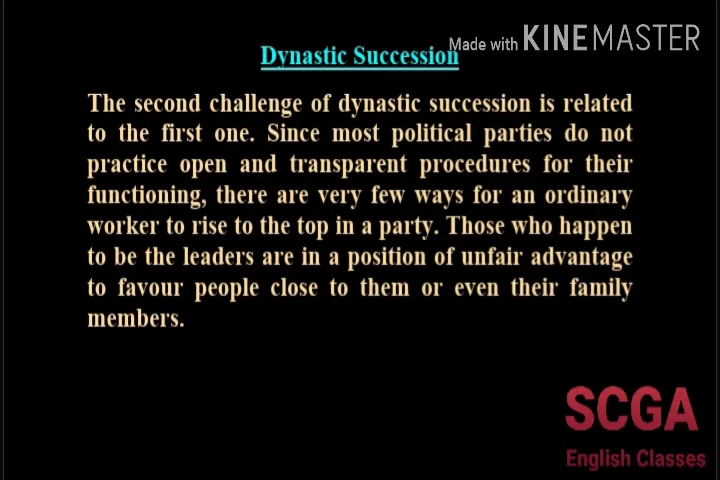 Made with KINEMASTER
Dynastic Succession
The second challenge of dynastic succession is related
to the first one. Since most political parties do not
practice open and transparent procedures for their
functioning, there are very few ways for an ordinary
worker to rise to the top in a party. Those who happen
to be the leaders are in a position of unfair advantage
to favour people close to them or even their family
members.
SCGA
English Classes